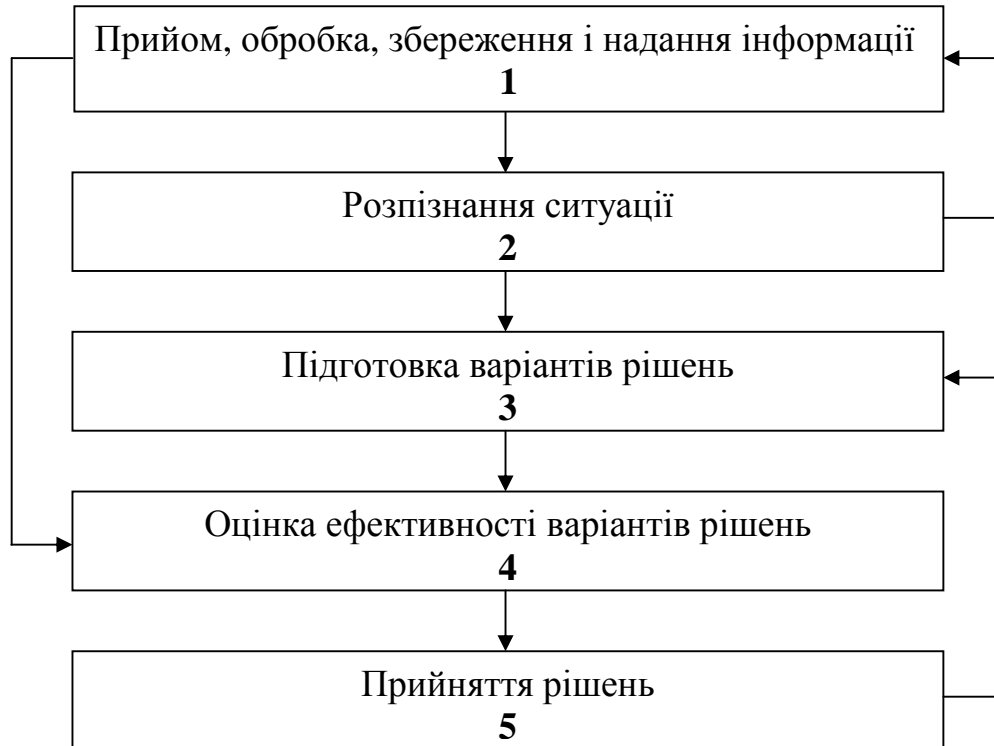 Прийом, обробка, збереження і надання інформації
1
Розпізнання ситуації
2
Підготовка варіантів рішень
3
Оцінка ефективності варіантів рішень
4
Прийняття рішень
5